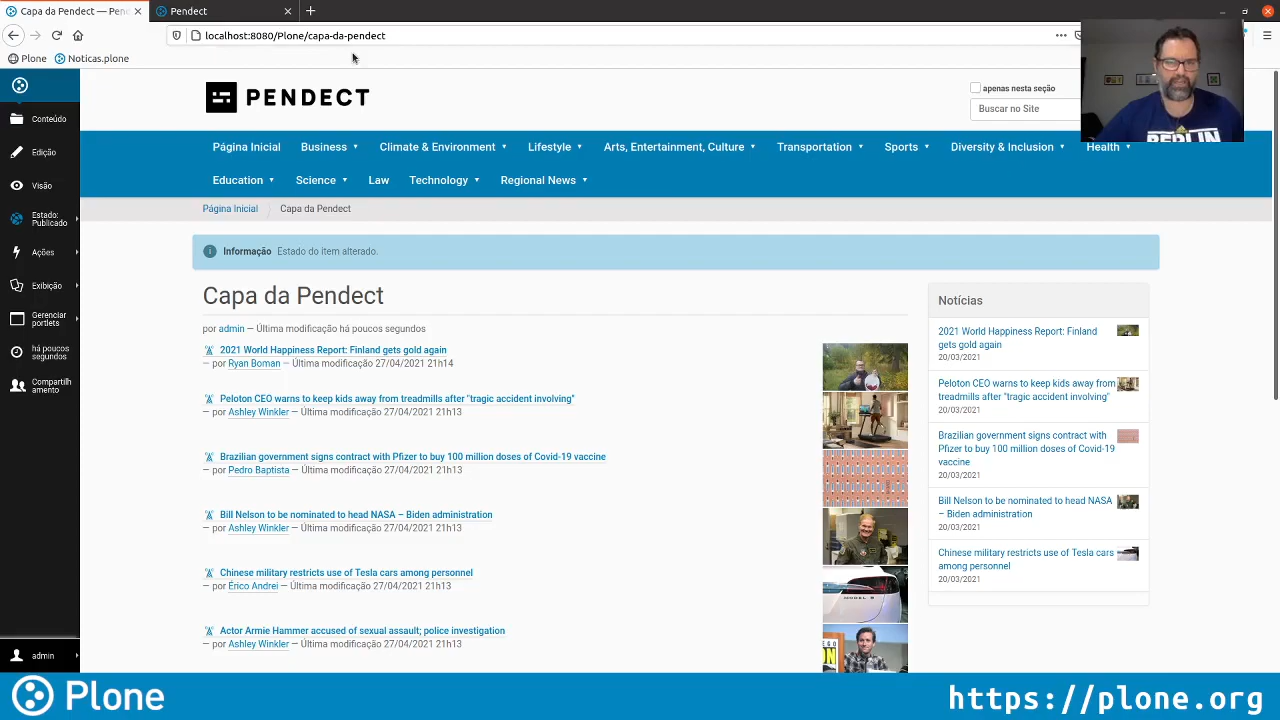 Capa da Pendect — Pen
Pendect
localhost:8080/Plone/capa-da-pendect
Plone
Noticas.plone
PENDECT
apenas nesta seção
Buscar no Site
Página Inicial
Business
Climate & Environment
Lifestyle
Arts, Entertainment, Culture
Transportation
Sports
Diversity & Inclusion
Health
Education
Science
Law
Technology
Regional News
Página Inicial
Capa da Pendect
Conteúdo
Edição
Visão
Estado:
Publicado
Ações
Exibição
Gerenciar
portlets
há poucos
segundos
Compartilh
amento
admin
Informação Estado do item alterado.
Capa da Pendect
por admin — Última modificação há poucos segundos
2021 World Happiness Report: Finland gets gold again
— por Ryan Boman — Última modificação 27/04/2021 21h14
Peloton CEO warns to keep kids away from treadmills after "tragic accident involving"
— por Ashley Winkler — Última modificação 27/04/2021 21h13
Brazilian government signs contract with Pfizer to buy 100 million doses of Covid-19 vaccine
— por Pedro Baptista — Última modificação 27/04/2021 21h13
Bill Nelson to be nominated to head NASA – Biden administration
— por Ashley Winkler — Última modificação 27/04/2021 21h13
Chinese military restricts use of Tesla cars among personnel
— por Érico Andrei — Última modificação 27/04/2021 21h13
Actor Armie Hammer accused of sexual assault; police investigation
— por Ashley Winkler — Última modificação 27/04/2021 21h13
Notícias
2021 World Happiness Report: Finland
gets gold again
20/03/2021
Peloton CEO warns to keep kids away from
treadmills after "tragic accident involving"
20/03/2021
Brazilian government signs contract with
Pfizer to buy 100 million doses of Covid-19
vaccine
20/03/2021
Bill Nelson to be nominated to head NASA
– Biden administration
20/03/2021
Chinese military restricts use of Tesla cars
among personnel
20/03/2021
BERLIN
Plone
https://plone.org